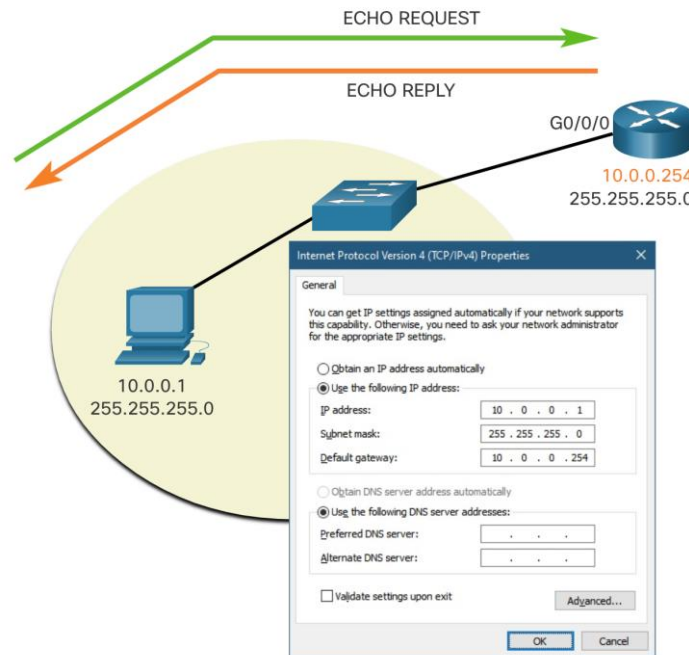 ECHO REQUEST
ECHO REPLY
G0/0/0
10.0.0.254
255.255.255.0
10.0.0.1
255.255.255.0
Internet Protocol Version 4 (TCP/IPv4) Properties
General
You can get IP settings assigned automatically if your network supports
this capability. Otherwise, you need to ask your network administrator
for the appropriate IP settings.
Obtain an IP address automatically
Use the following IP address:
IP address: 10 . 0 . 0 . 1
Subnet mask: 255 . 255 . 255 . 0
Default gateway: 10 . 0 . 0 . 254
Obtain DNS server address automatically
Use the following DNS server addresses:
Preferred DNS server: . . .
Alternate DNS server: . . .
Validate settings upon exit
Advanced...
OK Cancel